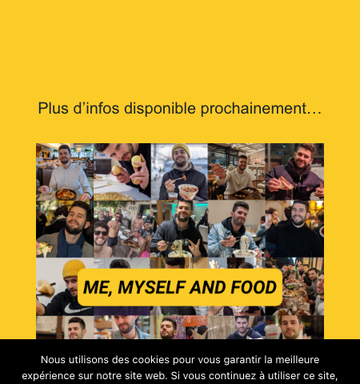 Plus d’infos disponible prochainement…
ME, MYSELF AND FOOD
Nous utilisons des cookies pour vous garantir la meilleure
expérience sur notre site web. Si vous continuez à utiliser ce site,